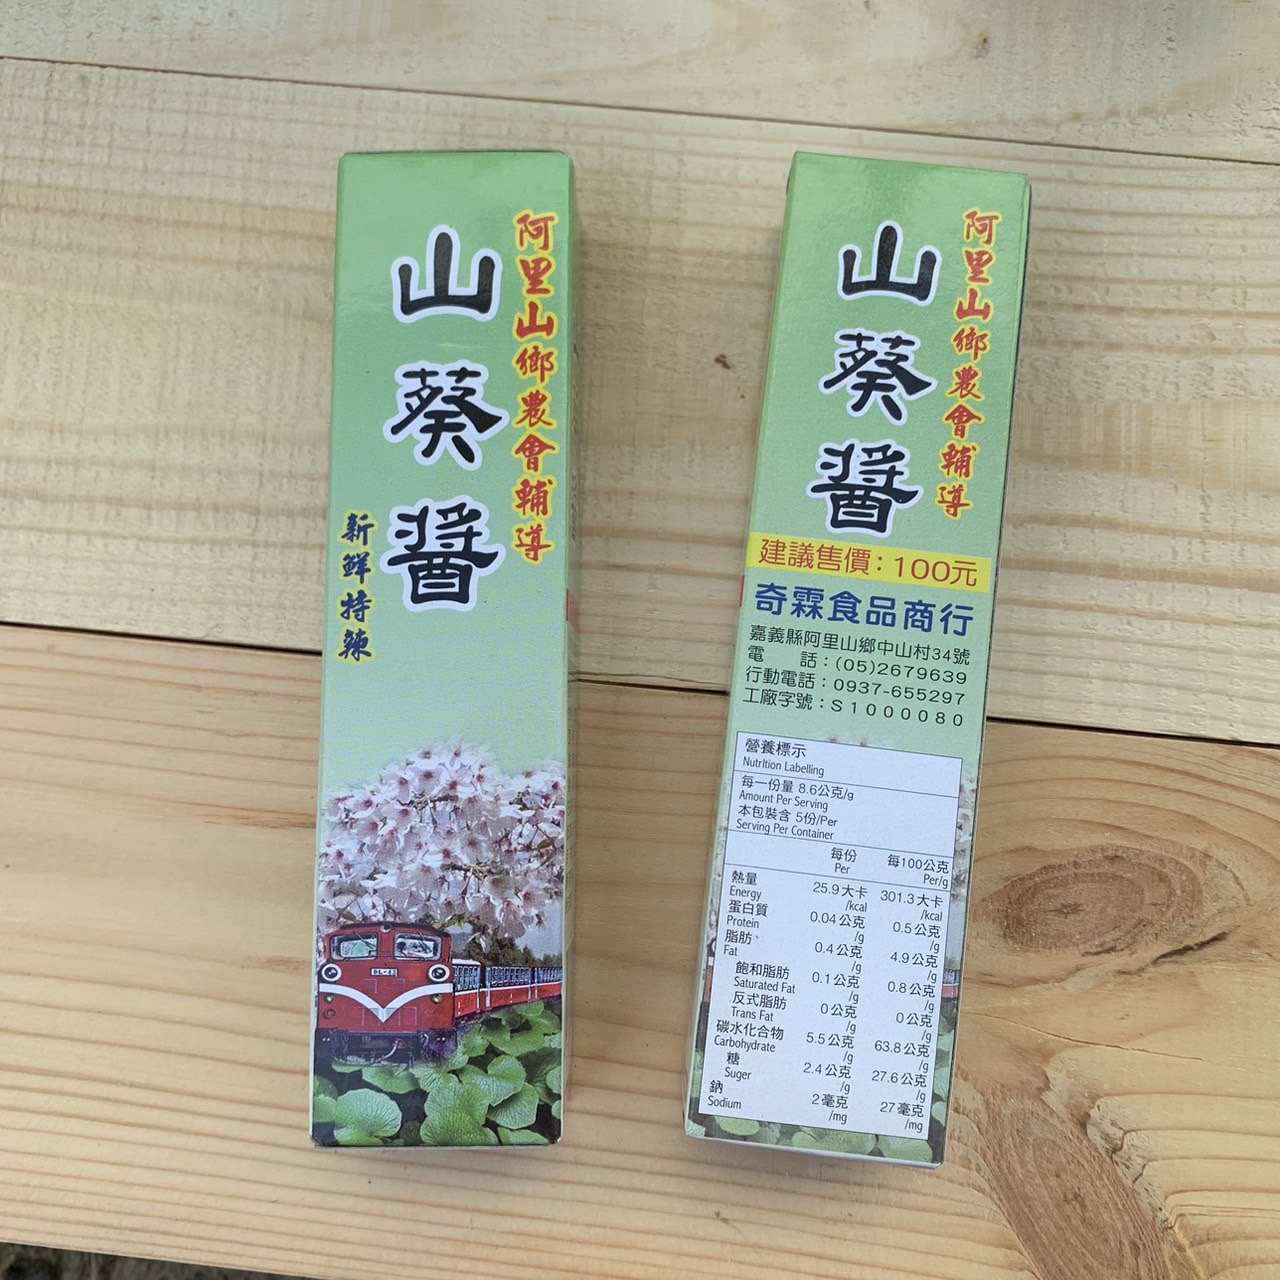 阿里山鄉農會輔導
山葵醬
新鮮特辣
DL-43
阿里山鄉農會輔導
山葵醬
建議售價：100元
奇霖食品商行
嘉義縣阿里山鄉中山村34號
電　　話：(05)2679639
行動電話：0937-655297
工廠字號：S1000080
營養標示
NutrItion Labelling
每一份量 8.6公克/g
Amount Per Serving
本包裝含 5份/Per
Serving Per Container
每份 每100公克
Per Per/g
熱量 25.9大卡 301.3大卡
Energy /kcal /kcal
蛋白質 0.04公克 0.5公克
Protein /g /g
脂肪 0.4公克 4.9公克
Fat /g /g
飽和脂肪 0.1公克 0.8公克
Saturated Fat /g /g
反式脂肪 0公克 0公克
Trans Fat /g /g
碳水化合物 5.5公克 63.8公克
Carbohydrate /g /g
糖 2.4公克 27.6公克
Suger /g /g
鈉 2毫克 27毫克
Sodium /mg /mg